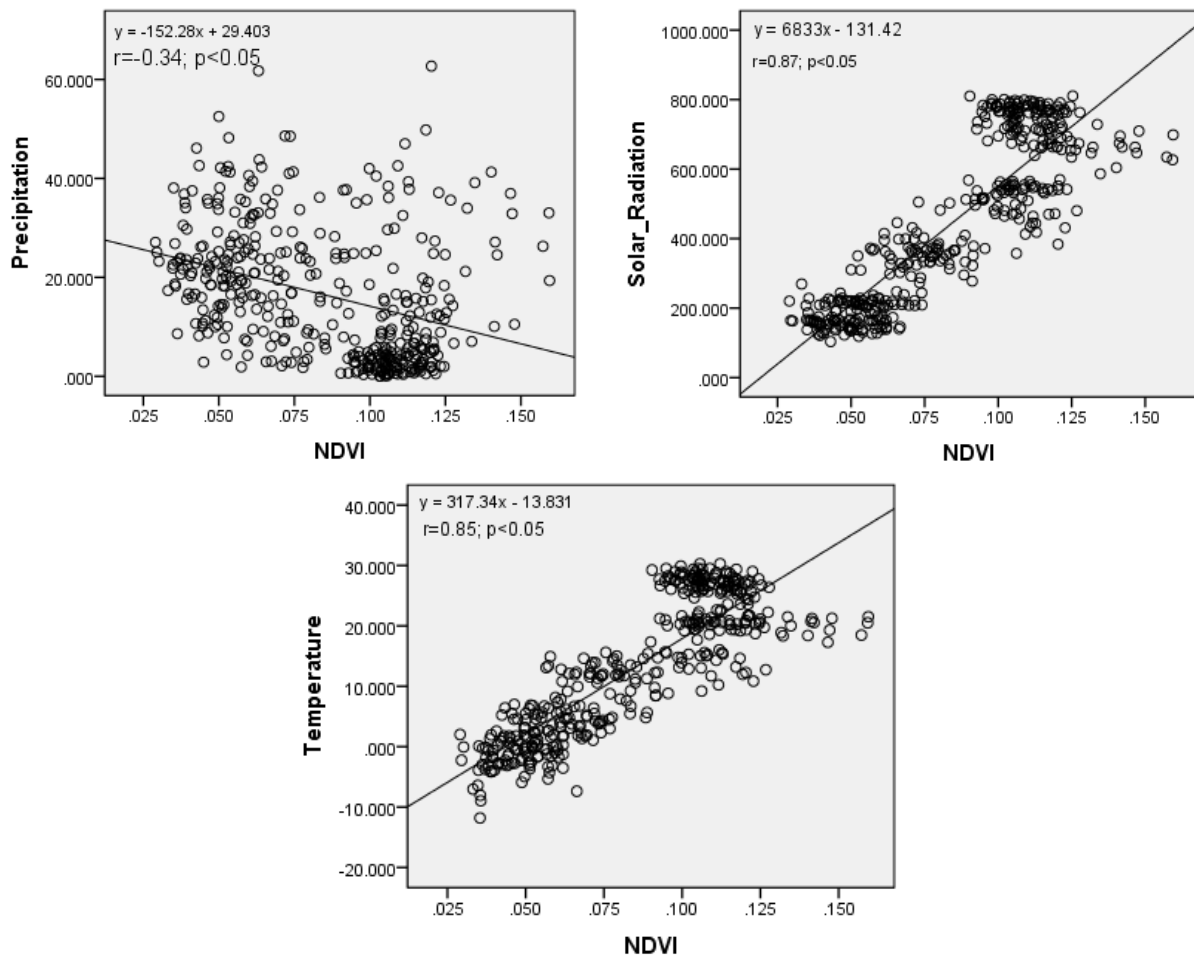 y = -152.28x + 29.403
r=-0.34; p<0.05
60.000
40.000
20.000
.000
Precipitation
.025 .050 .075 .100 .125 .150
NDVI
y = 6833x - 131.42
r=0.87; p<0.05
1000.000
800.000
600.000
400.000
200.000
.000
Solar_Radiation
.025 .050 .075 .100 .125 .150
NDVI
y = 317.34x - 13.831
r=0.85; p<0.05
40.000
30.000
20.000
10.000
.000
-10.000
-20.000
Temperature
.025 .050 .075 .100 .125 .150
NDVI